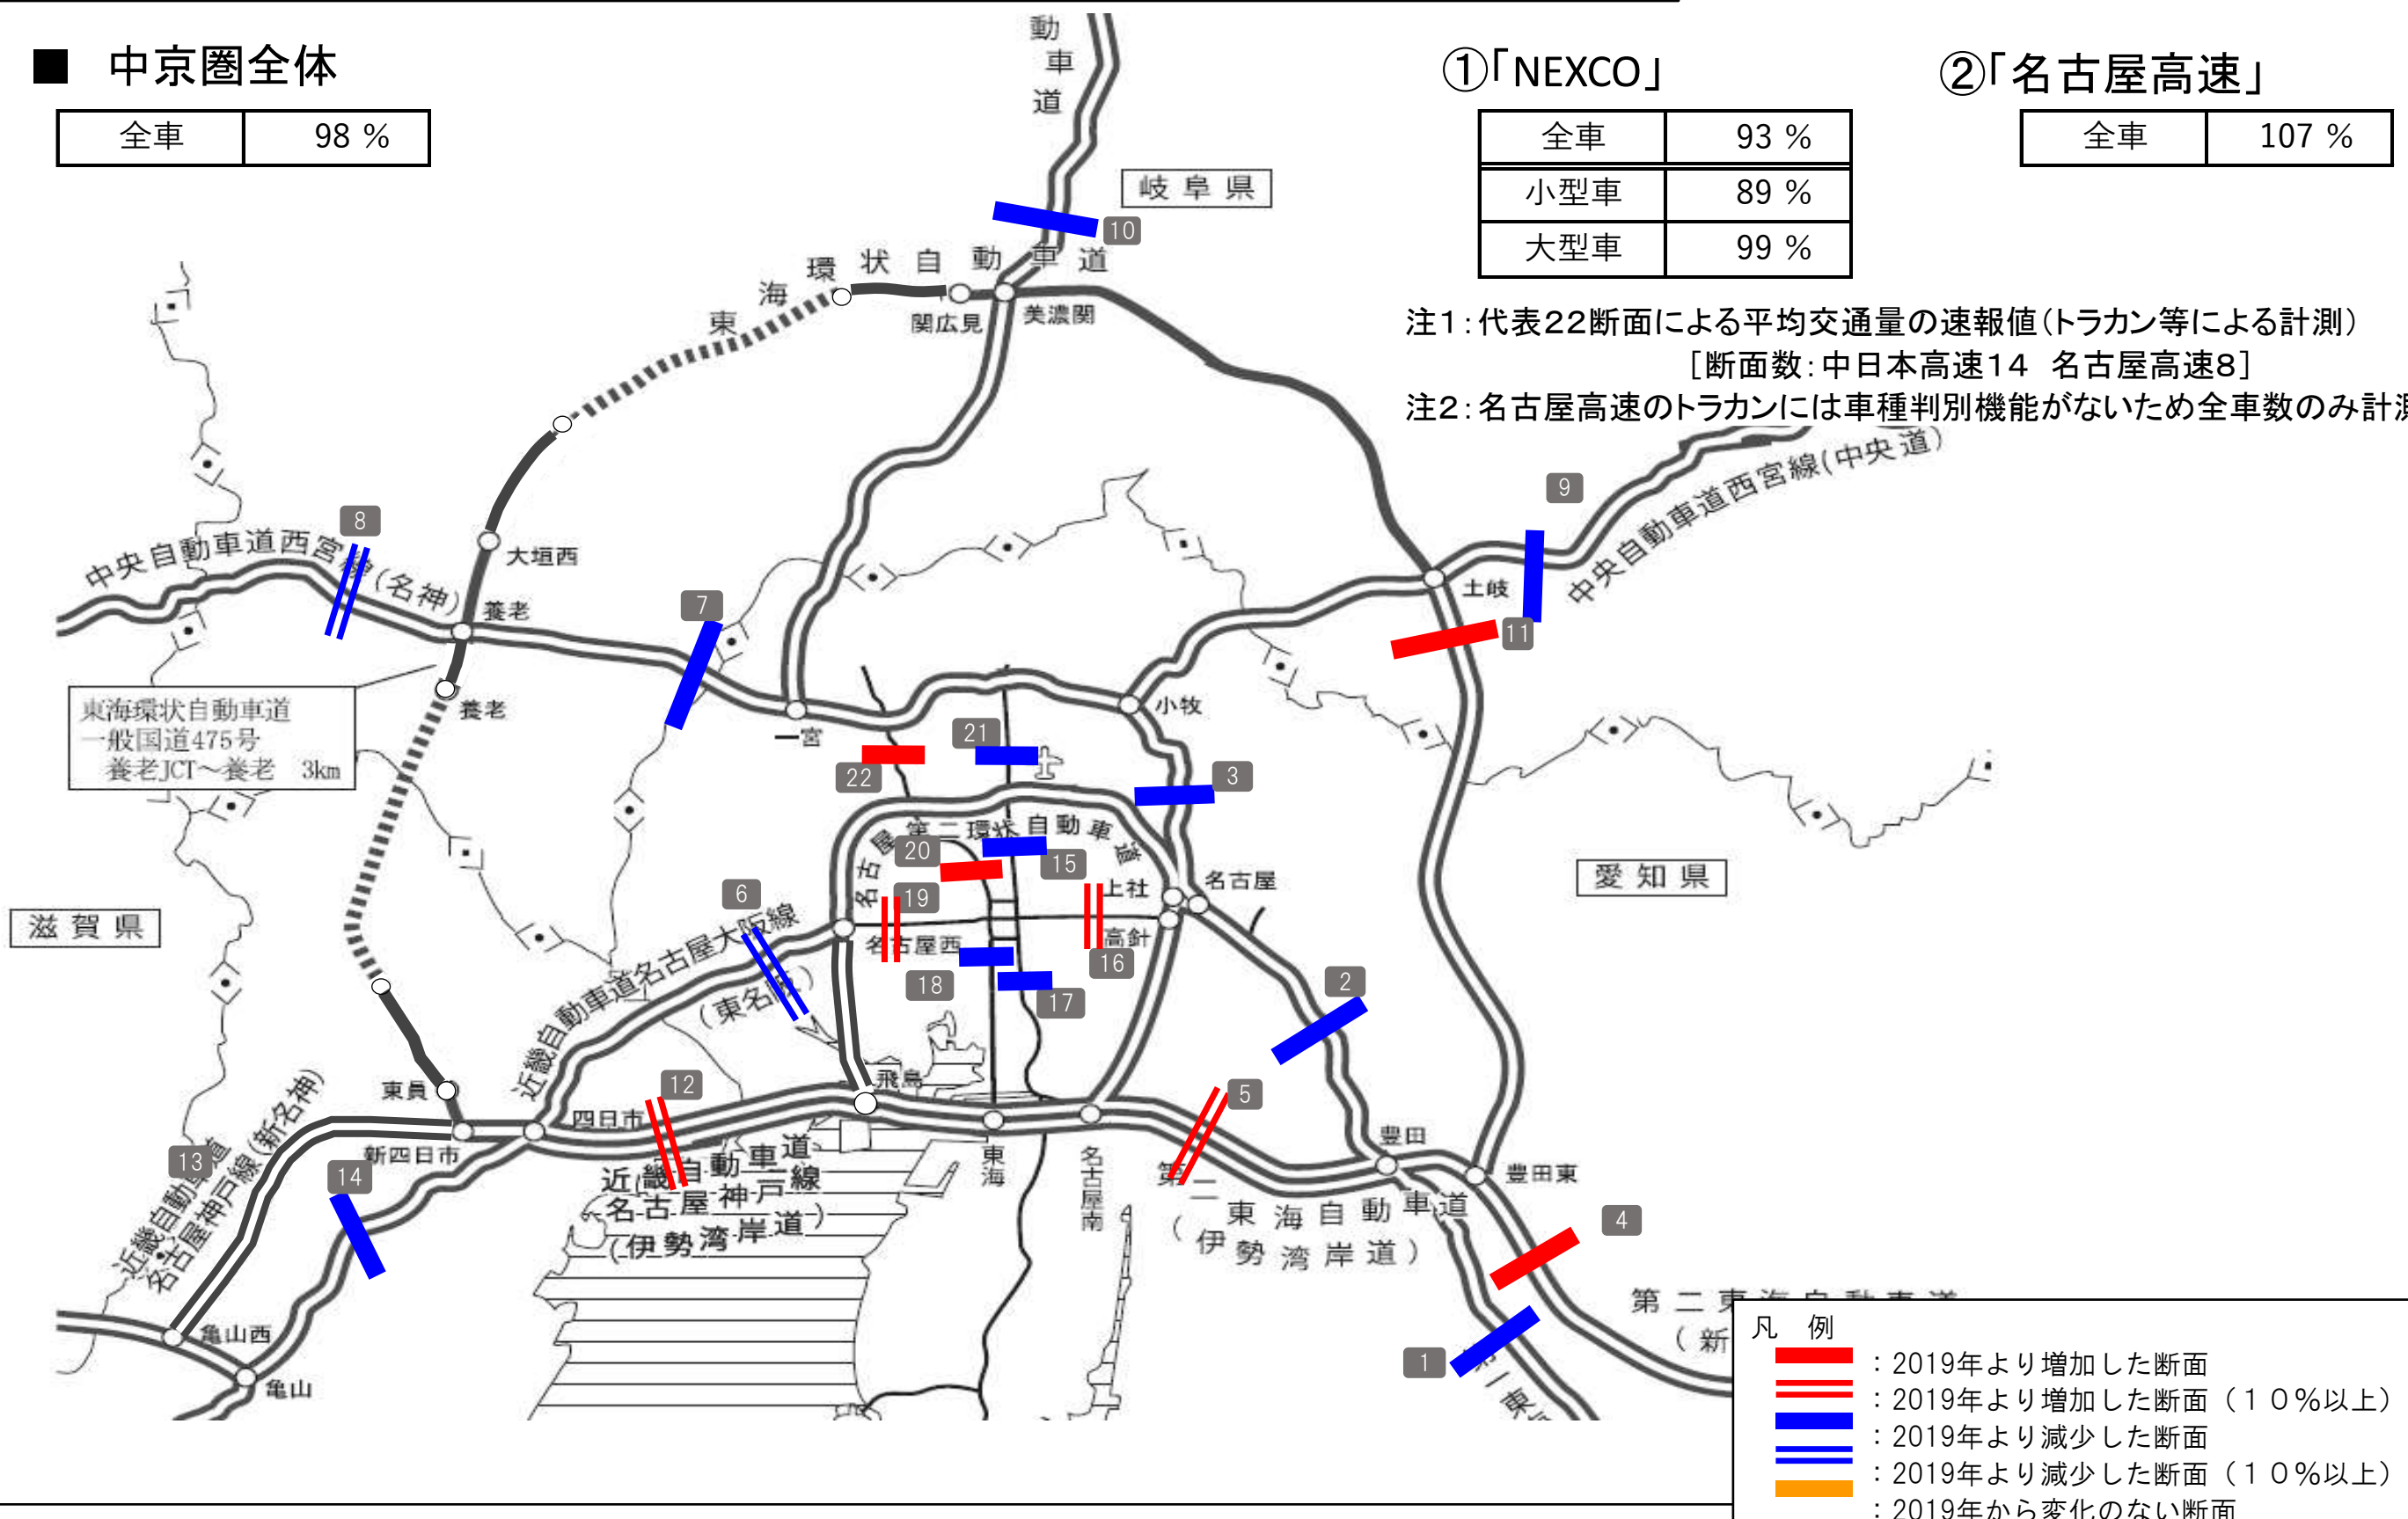 ■ 中京圏全体
全車 98 %
①「NEXCO」
全車 93 %
小型車 89 %
大型車 99 %
②「名古屋高速」
全車 107 %
注1:代表22断面による平均交通量の速報値(トラカン等による計測)
[断面数:中日本高速14 名古屋高速8]
注2:名古屋高速のトラカンには車種判別機能がないため全車数のみ計測
動車道
岐阜県
10
東海環状自動車道
関広見
美濃関
9
中央自動車道西宮線(中央道)
8
中央自動車道西宮線(名神)
大垣西
養老
7
土岐
11
養老
東海環状自動車道
一般国道475号
養老JCT～養老 3km
一宮
小牧
21
22
3
名古屋第二環状自動車道
20
15
上社
名古屋
愛知県
6
19
滋賀県
名古屋西
高針
16
近畿自動車道名古屋大阪線
(東名阪)
18
17
2
東員
12
飛島
5
四日市
新四日市
豊田
豊田東
13
近畿自動車道
名古屋神戸線(新名神)
14
近畿自動車道
名古屋神戸線
(伊勢湾岸道)
東海
名古屋南
第二東海自動車道
(伊勢湾岸道)
4
第二東海自動車道
(新
亀山西
亀山
1
凡 例
:2019年より増加した断面
:2019年より増加した断面(10%以上)
:2019年より減少した断面
:2019年より減少した断面(10%以上)
:2019年から変化のない断面